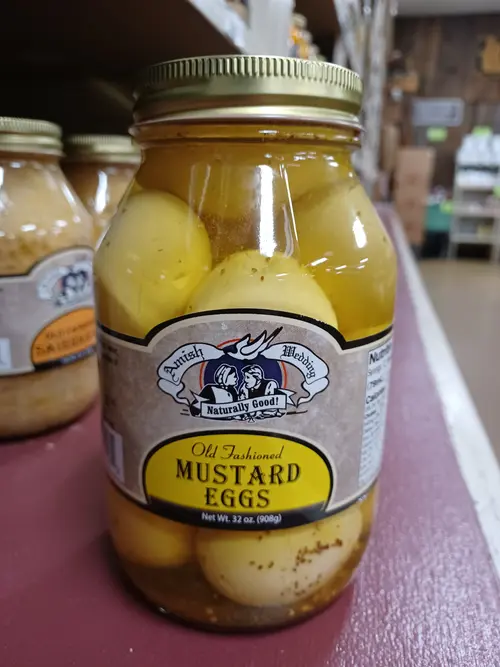 Amish Wedding
Naturally Good!
Old Fashioned
MUSTARD
EGGS
Net Wt. 32 oz. (908g)